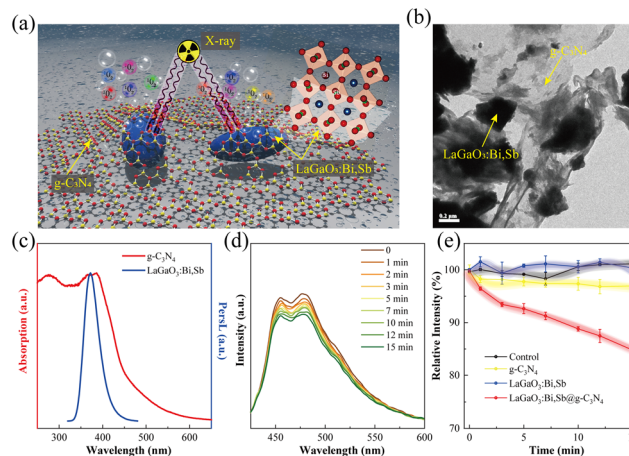 (a)
X-ray
g-C₃N₄
LaGaO₃:Bi,Sb
(b)
g-C₃N₄
LaGaO₃:Bi,Sb
0.2 μm
(c)
g-C₃N₄
LaGaO₃:Bi,Sb
Absorption (a.u.)
PersL (a.u.)
300 400 500 600
Wavelength (nm)
(d)
0
1 min
2 min
3 min
5 min
7 min
10 min
12 min
15 min
Intensity (a.u.)
450 500 550 600
Wavelength (nm)
(e)
100
90
80
70
Relative Intensity (%)
Control
g-C₃N₄
LaGaO₃:Bi,Sb
LaGaO₃:Bi,Sb@g-C₃N₄
0 5 10 15
Time (min)